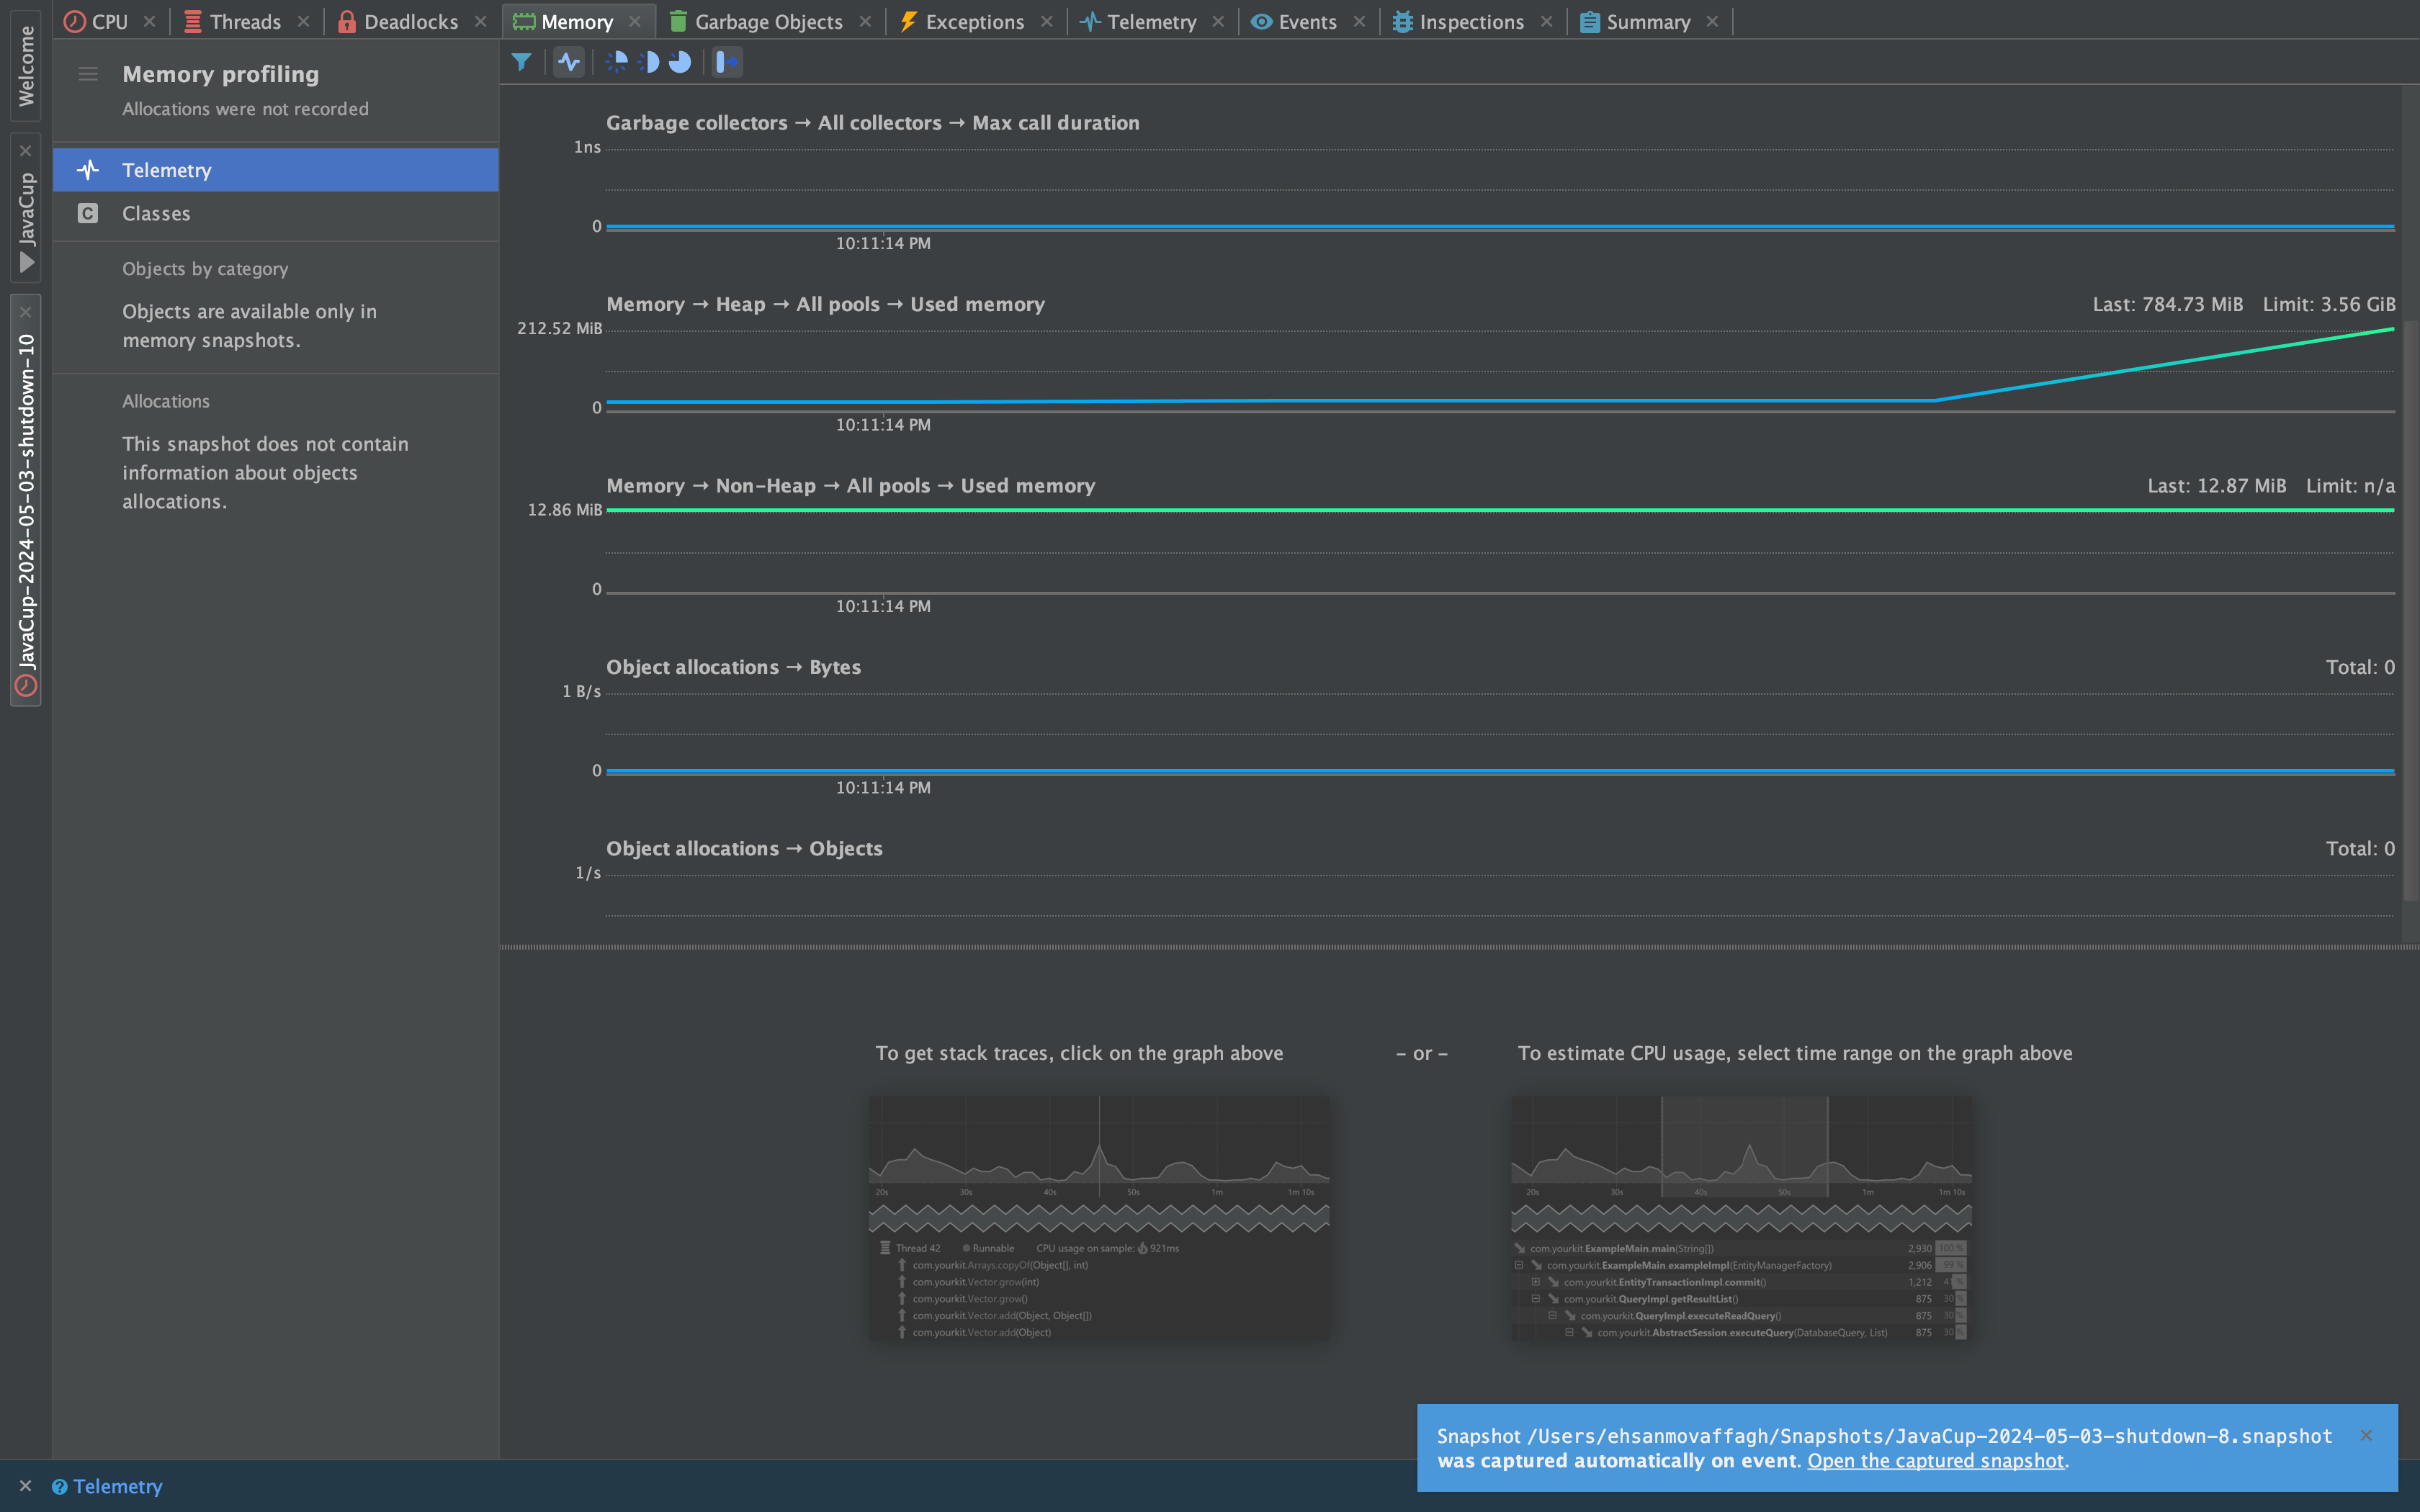 CPU
Threads
Deadlocks
Memory
Garbage Objects
Exceptions
Telemetry
Events
Inspections
Summary
Welcome
JavaCup
JavaCup-2024-05-03-shutdown-10
Memory profiling
Allocations were not recorded
Telemetry
C Classes
Objects by category
Objects are available only in
memory snapshots.
Allocations
This snapshot does not contain
information about objects
allocations.
Garbage collectors → All collectors → Max call duration
1ns
0
10:11:14 PM
Memory → Heap → All pools → Used memory
Last: 784.73 MiB Limit: 3.56 GiB
212.52 MiB
0
10:11:14 PM
Memory → Non-Heap → All pools → Used memory
Last: 12.87 MiB Limit: n/a
12.86 MiB
0
10:11:14 PM
Object allocations → Bytes
Total: 0
1 B/s
0
10:11:14 PM
Object allocations → Objects
Total: 0
1/s
To get stack traces, click on the graph above
– or –
To estimate CPU usage, select time range on the graph above
20s 30s 40s 50s 1m 1m 10s
Thread 42 Runnable CPU usage on sample: 921ms
com.yourkit.Arrays.copyOf(Object[], int)
com.yourkit.Vector.grow(int)
com.yourkit.Vector.grow()
com.yourkit.Vector.add(Object, Object[])
com.yourkit.Vector.add(Object)
20s 30s 40s 50s 1m 1m 10s
com.yourkit.ExampleMain.main(String[]) 2,930 100 %
com.yourkit.ExampleMain.exampleImpl(EntityManagerFactory) 2,906 99 %
com.yourkit.EntityTransactionImpl.commit() 1,212 41 %
com.yourkit.QueryImpl.getResultList() 875 30 %
com.yourkit.QueryImpl.executeReadQuery() 875 30 %
com.yourkit.AbstractSession.executeQuery(DatabaseQuery, List) 875 30 %
Snapshot /Users/ehsanmovaffagh/Snapshots/JavaCup-2024-05-03-shutdown-8.snapshot
was captured automatically on event. Open the captured snapshot.
? Telemetry